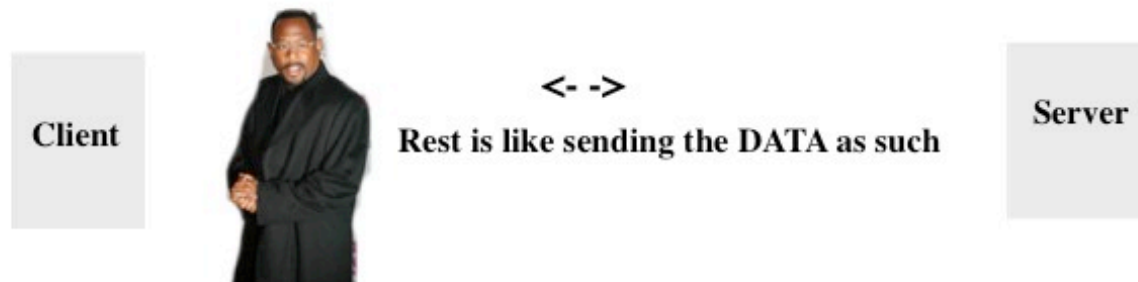 Client
<- ->
Rest is like sending the DATA as such
Server